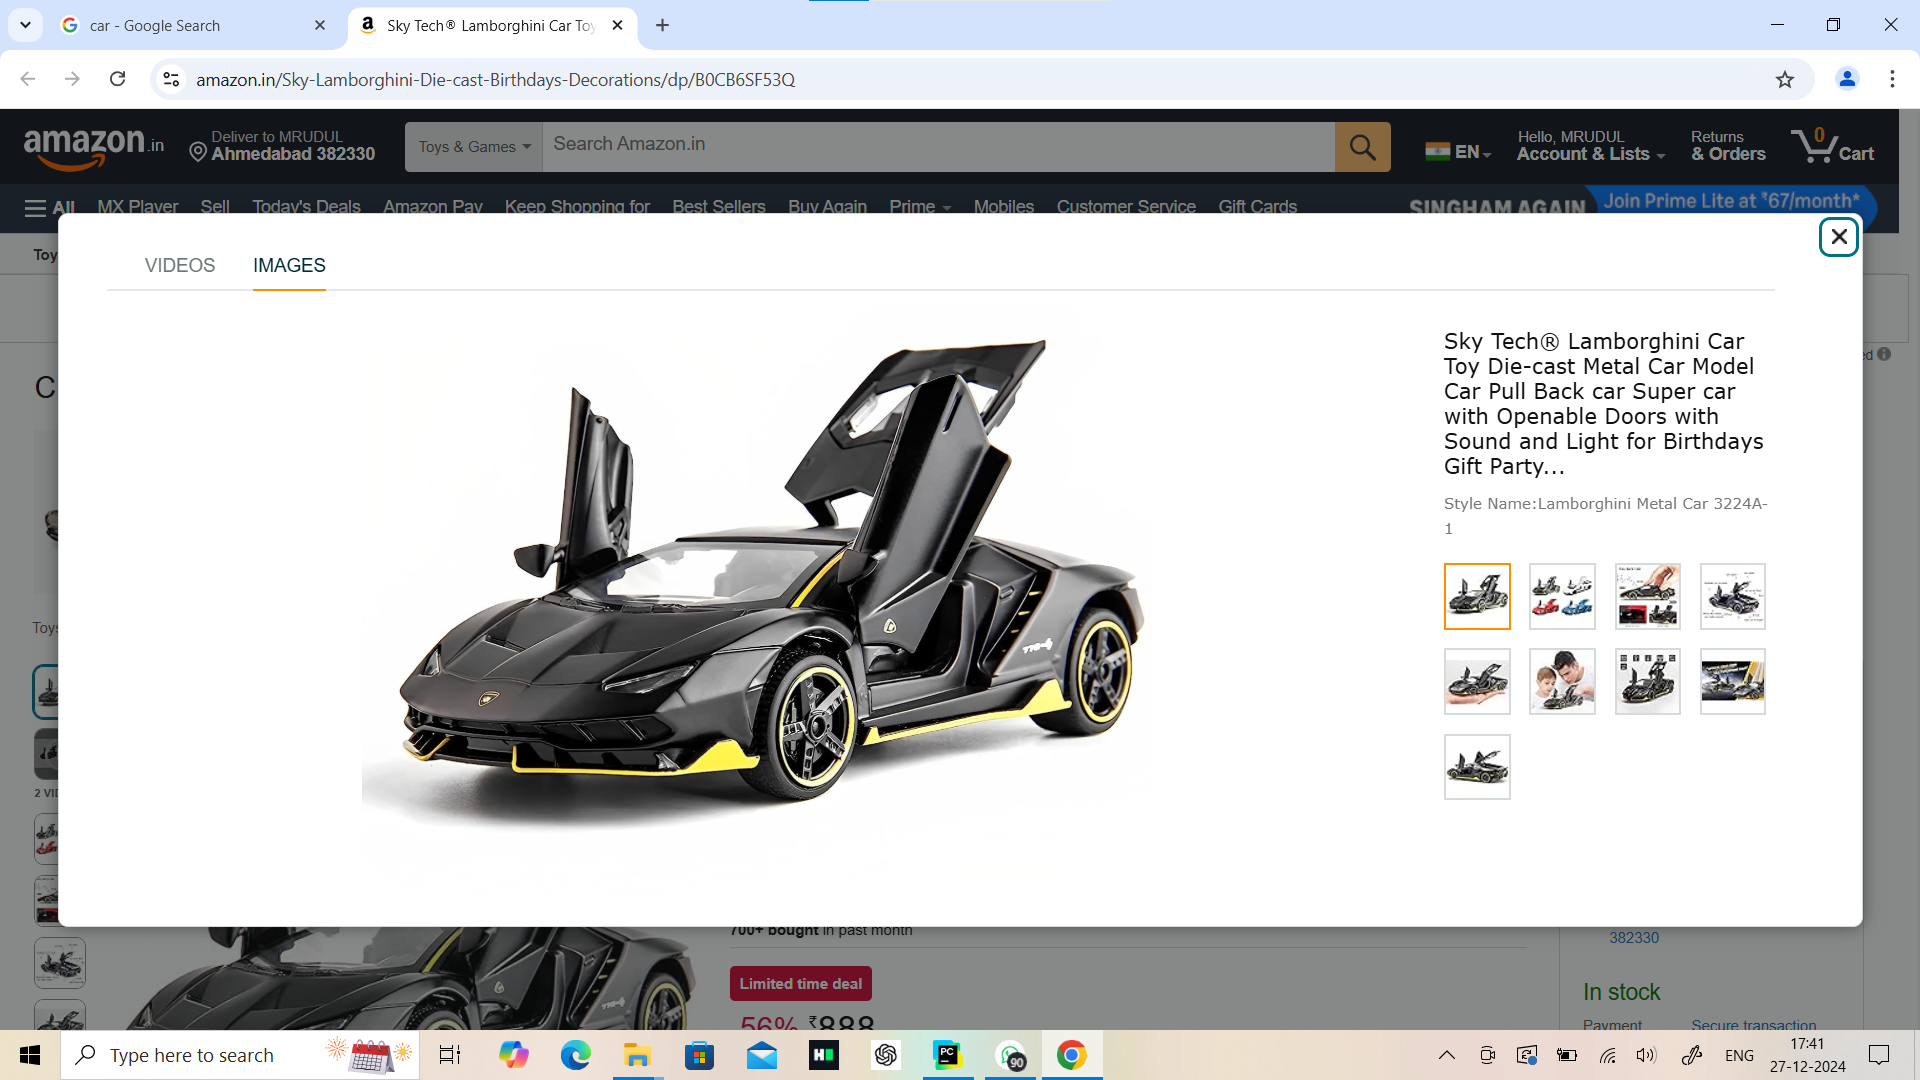 car - Google Search
Sky Tech® Lamborghini Car Toy
amazon.in/Sky-Lamborghini-Die-cast-Birthdays-Decorations/dp/B0CB6SF53Q
amazon.in
Deliver to MRUDUL
Ahmedabad 382330
Toys & Games
Search Amazon.in
EN
Hello, MRUDUL
Account & Lists
Returns
& Orders
0
Cart
All MX Player Sell Today's Deals Amazon Pay Keep Shopping for Best Sellers Buy Again Prime Mobiles Customer Service Gift Cards
SINGHAM AGAIN
Join Prime Lite at ₹67/month*
VIDEOS
IMAGES
Sky Tech® Lamborghini Car
Toy Die-cast Metal Car Model
Car Pull Back car Super car
with Openable Doors with
Sound and Light for Birthdays
Gift Party...
Style Name:Lamborghini Metal Car 3224A-
1
700+ bought in past month
382330
Limited time deal
In stock
56% ₹888
Payment
Secure transaction
Type here to search
90
ENG
17:41
27-12-2024